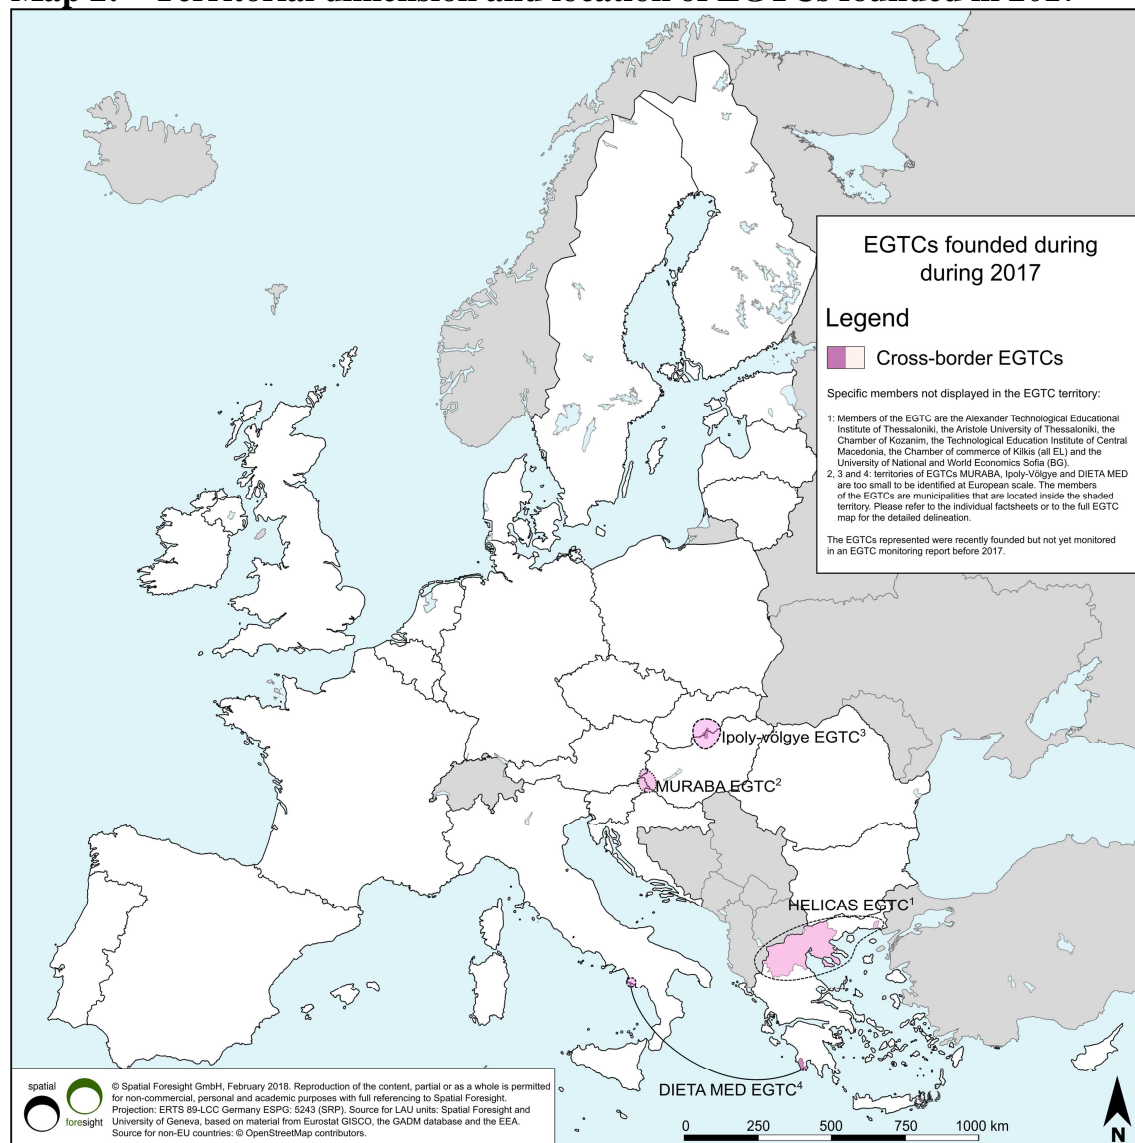 Map 2: Territorial dimension and location of EGTCs founded in 2017
EGTCs founded during
during 2017
Legend
Cross-border EGTCs
Specific members not displayed in the EGTC territory:
1: Members of the EGTC are the Alexander Technological Educational
Institute of Thessaloniki, the Aristole University of Thessaloniki, the
Chamber of Kozanim, the Technological Education Institute of Central
Macedonia, the Chamber of commerce of Kilkis (all EL) and the
University of National and World Economics Sofia (BG).
2, 3 and 4: territories of EGTCs MURABA, Ipoly-Völgye and DIETA MED
are too small to be identified at European scale. The members
of the EGTCs are municipalities that are located inside the shaded
territory. Please refer to the individual factsheets or to the full EGTC
map for the detailed delineation.
The EGTCs represented were recently founded but not yet monitored
in an EGTC monitoring report before 2017.
Ipoly-völgye EGTC3
MURABA EGTC2
HELICAS EGTC1
DIETA MED EGTC4
spatial
foresight
© Spatial Foresight GmbH, February 2018. Reproduction of the content, partial or as a whole is permitted
for non-commercial, personal and academic purposes with full referencing to Spatial Foresight.
Projection: ERTS 89-LCC Germany ESPG: 5243 (SRP). Source for LAU units: Spatial Foresight and
University of Geneva, based on material from Eurostat GISCO, the GADM database and the EEA.
Source for non-EU countries: © OpenStreetMap contributors.
0 250 500 750 1000 km
N